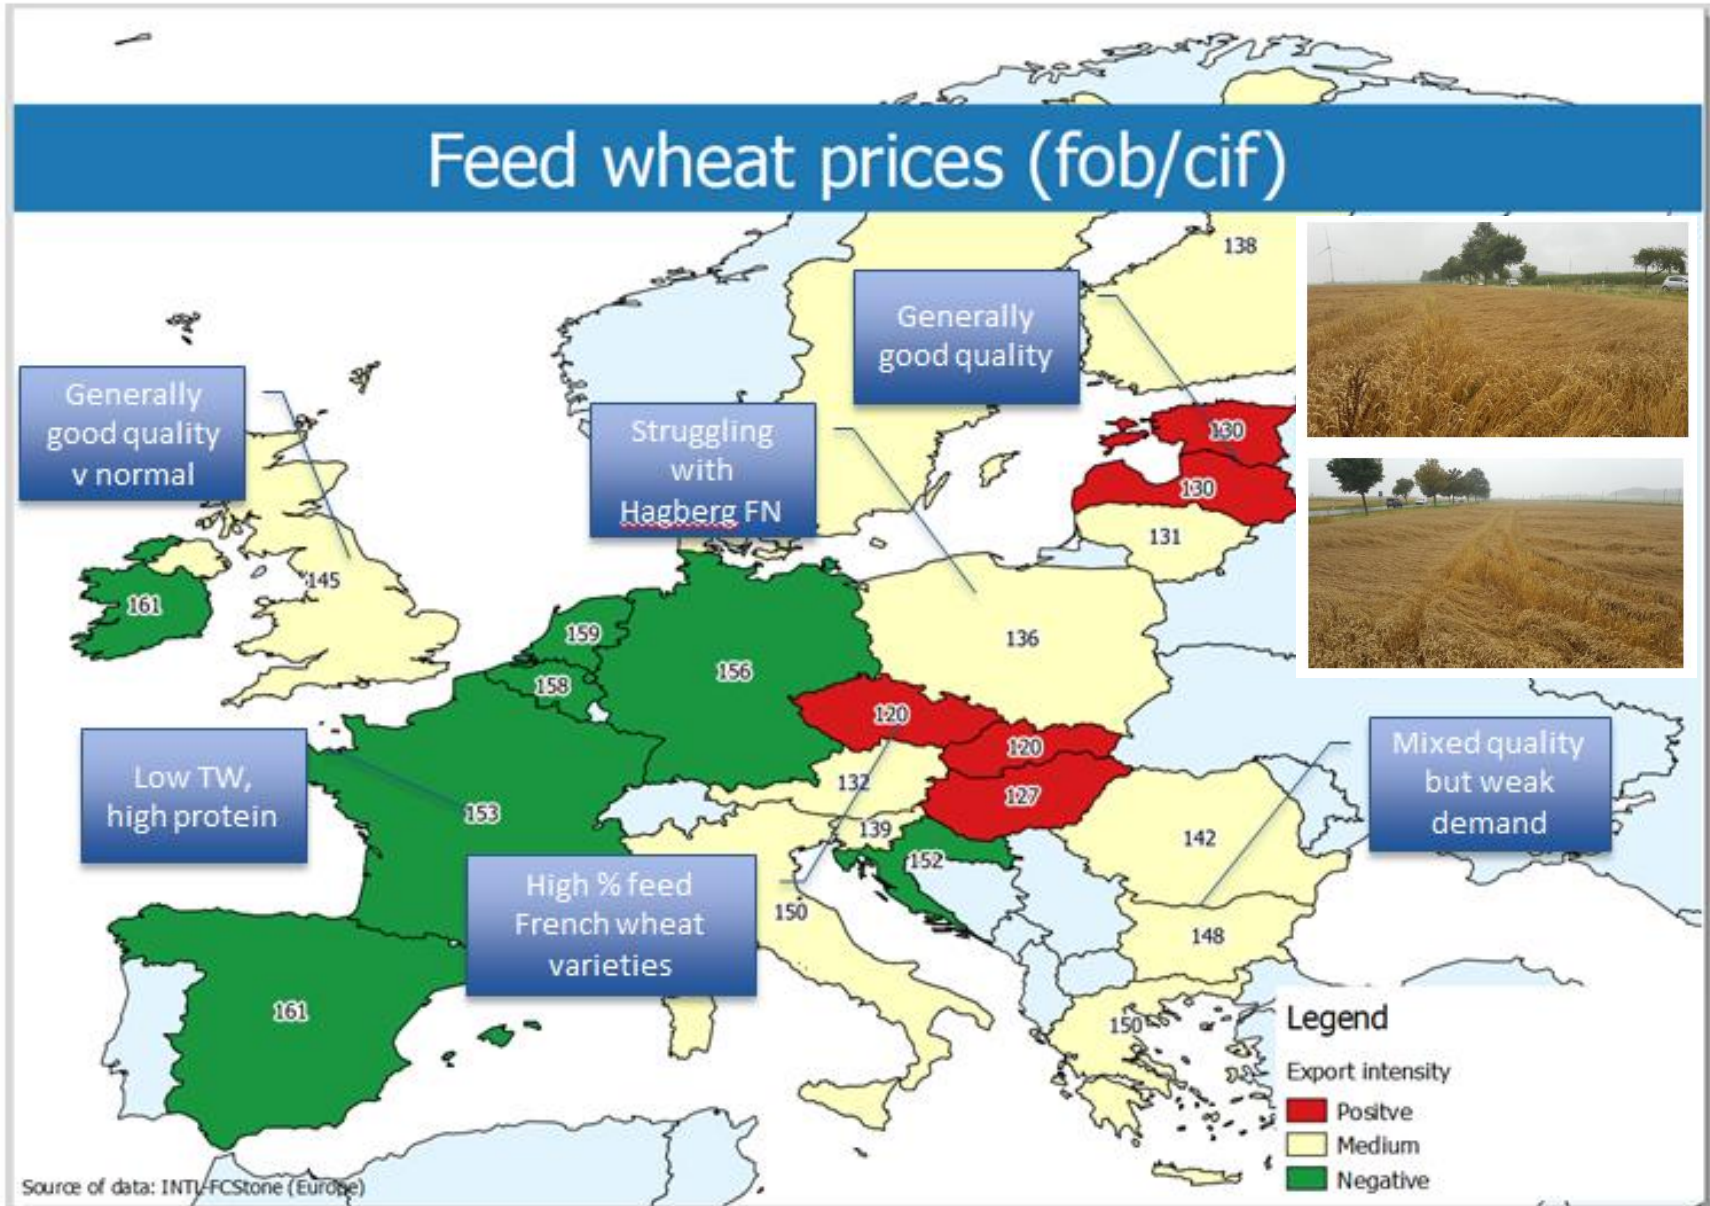 Feed wheat prices (fob/cif)
138
Generally
good quality
Generally
good quality
v normal
Struggling
with
Hagberg FN
130
130
131
145
161
159
136
156
158
120
120
Mixed quality
but weak
demand
Low TW,
high protein
132
127
153
139
142
152
High % feed
French wheat
varieties
150
148
161
150
Legend
Export intensity
Positve
Medium
Negative
Source of data: INTL-FCStone (Europe)